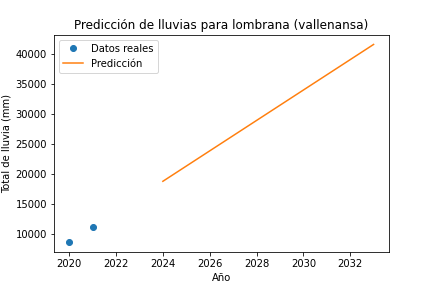 Predicción de lluvias para lombrana (vallenansa)
Total de lluvia (mm)
40000
35000
30000
25000
20000
15000
10000
Datos reales
Predicción
2020 2022 2024 2026 2028 2030 2032
Año